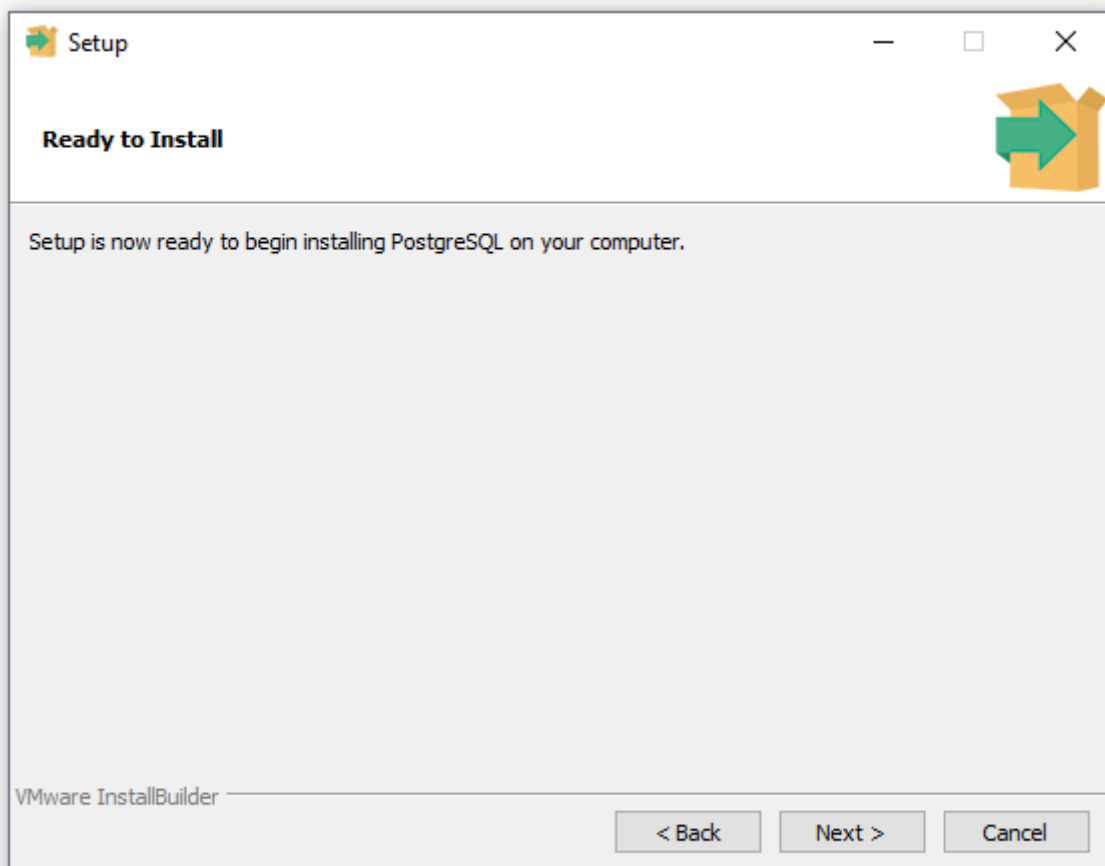 Setup
Ready to Install
Setup is now ready to begin installing PostgreSQL on your computer.
VMware InstallBuilder
< Back
Next >
Cancel